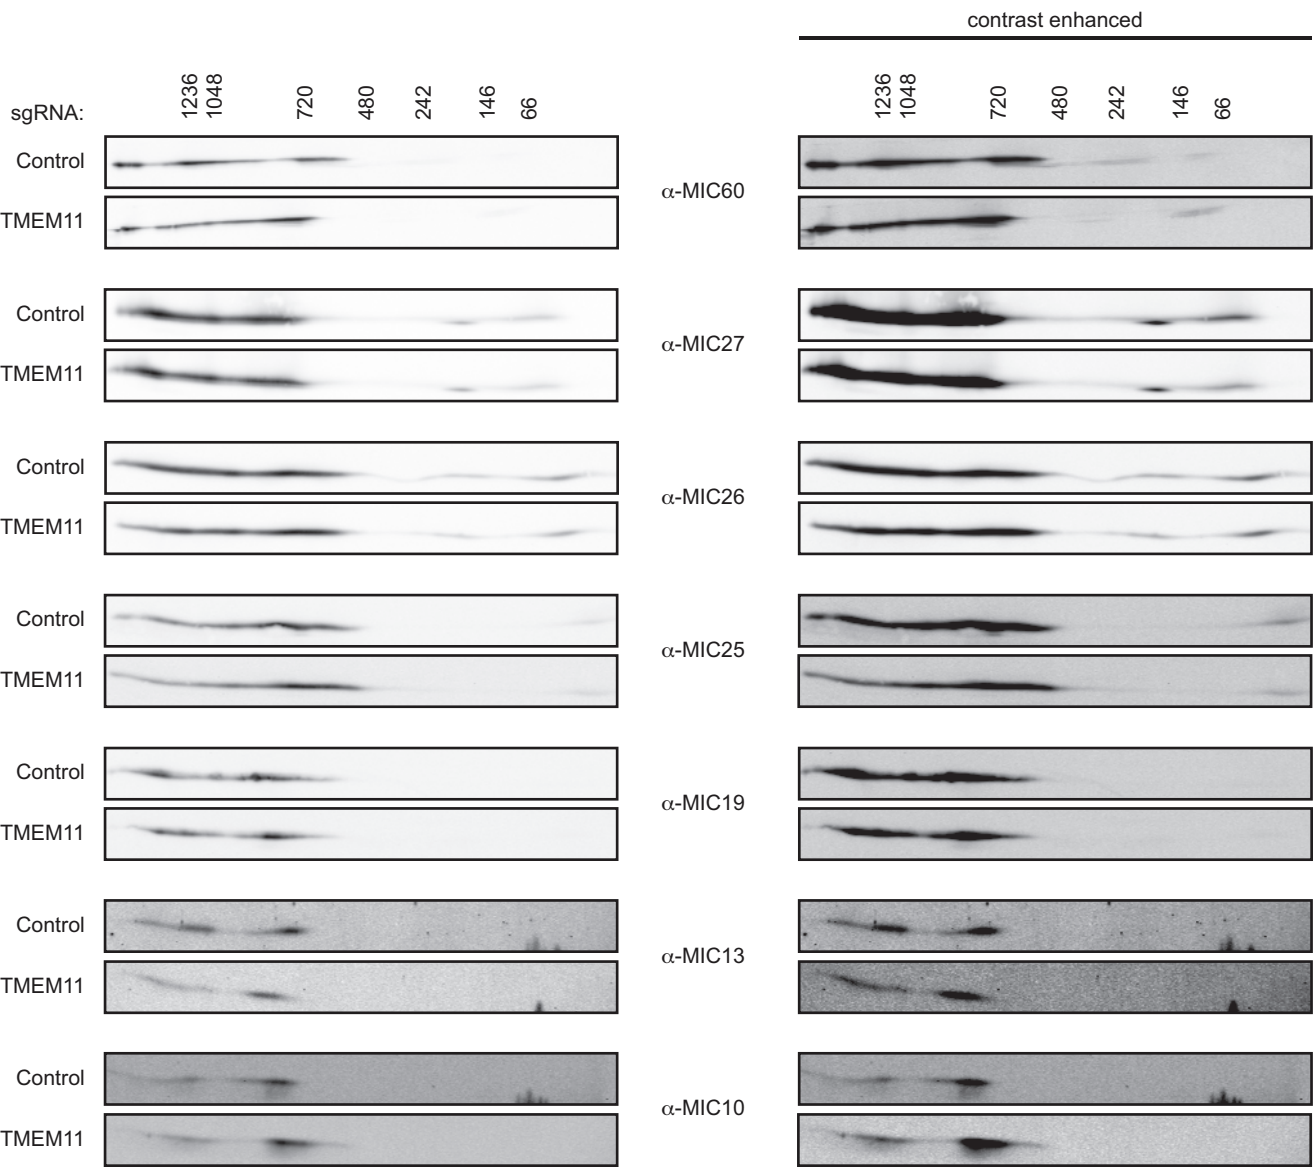 contrast enhanced
sgRNA: 1236 1048 720 480 242 146 66 1236 1048 720 480 242 146 66
Control
α-MIC60
TMEM11
Control
α-MIC27
TMEM11
Control
α-MIC26
TMEM11
Control
α-MIC25
TMEM11
Control
α-MIC19
TMEM11
Control
α-MIC13
TMEM11
Control
α-MIC10
TMEM11